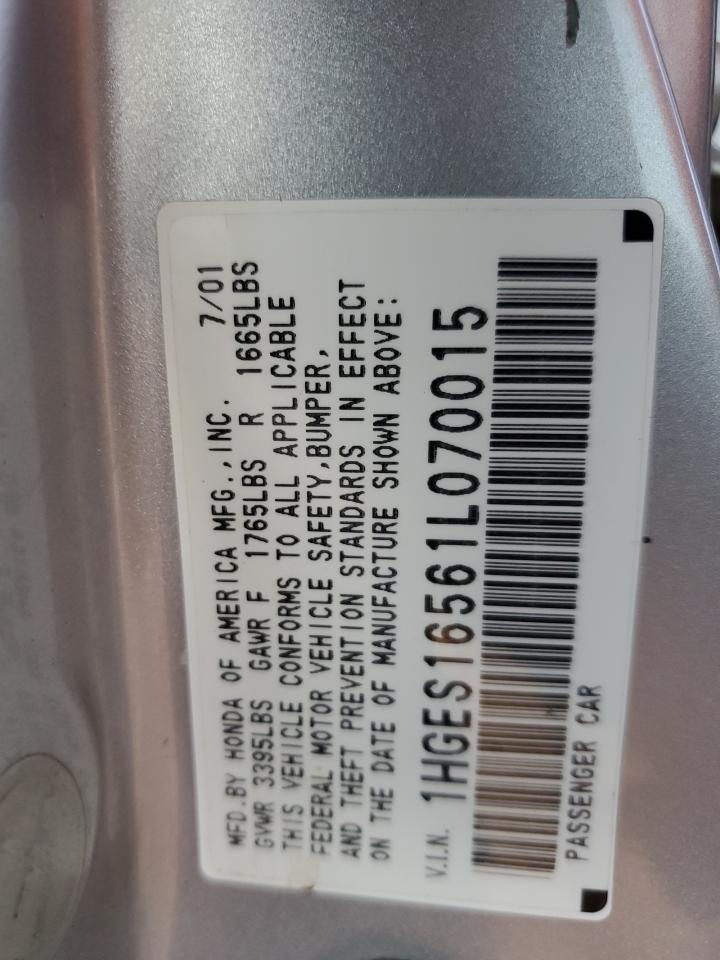 MFD.BY HONDA OF AMERICA MFG.,INC. 7/01
GVWR 3395LBS GAWR F 1765LBS R 1665LBS
THIS VEHICLE CONFORMS TO ALL APPLICABLE
FEDERAL MOTOR VEHICLE SAFETY,BUMPER,
AND THEFT PREVENTION STANDARDS IN EFFECT
ON THE DATE OF MANUFACTURE SHOWN ABOVE:
V.I.N. 1HGES16561L070015
PASSENGER CAR